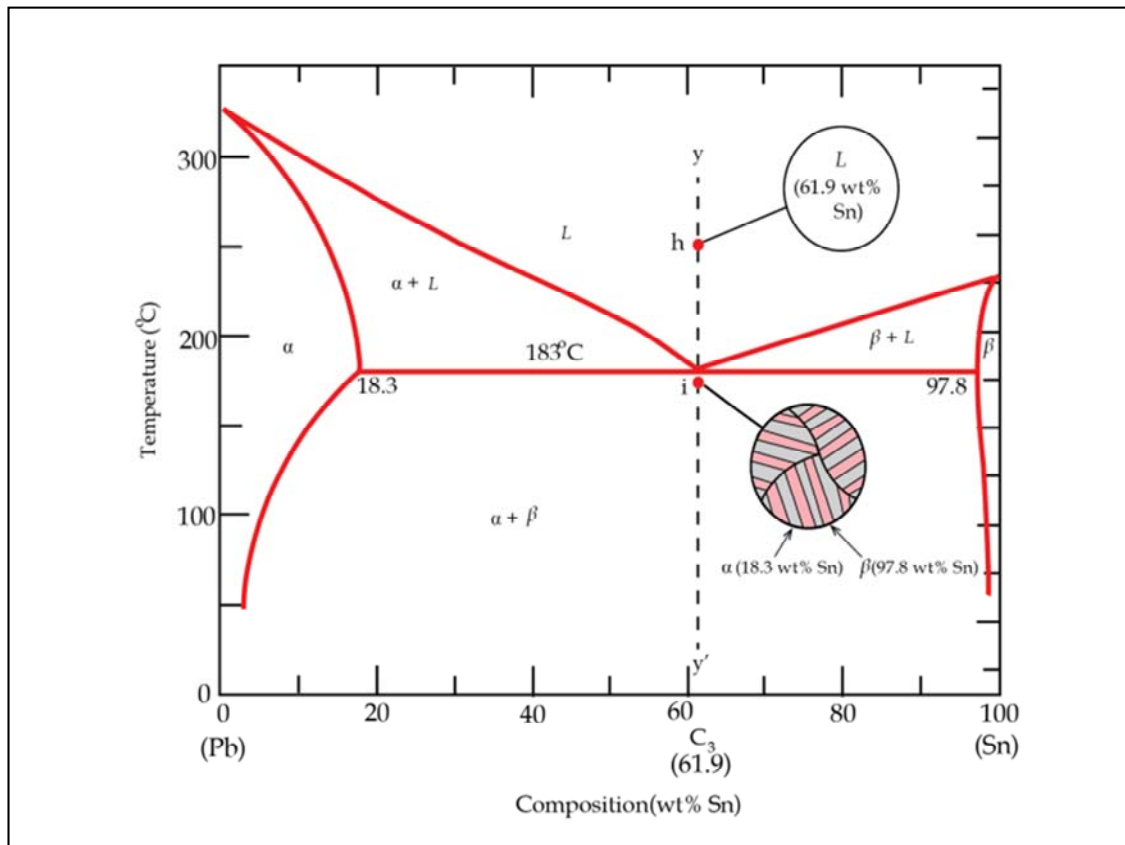 y
L
(61.9 wt%
Sn)
300
h
L
α + L
200
183°C
β + L
β
α
18.3
i
97.8
Temperature (°C)
100
α + β
α (18.3 wt% Sn) β(97.8 wt% Sn)
y′
0
0 20 40 60 80 100
(Pb) C₃ (Sn)
(61.9)
Composition(wt% Sn)